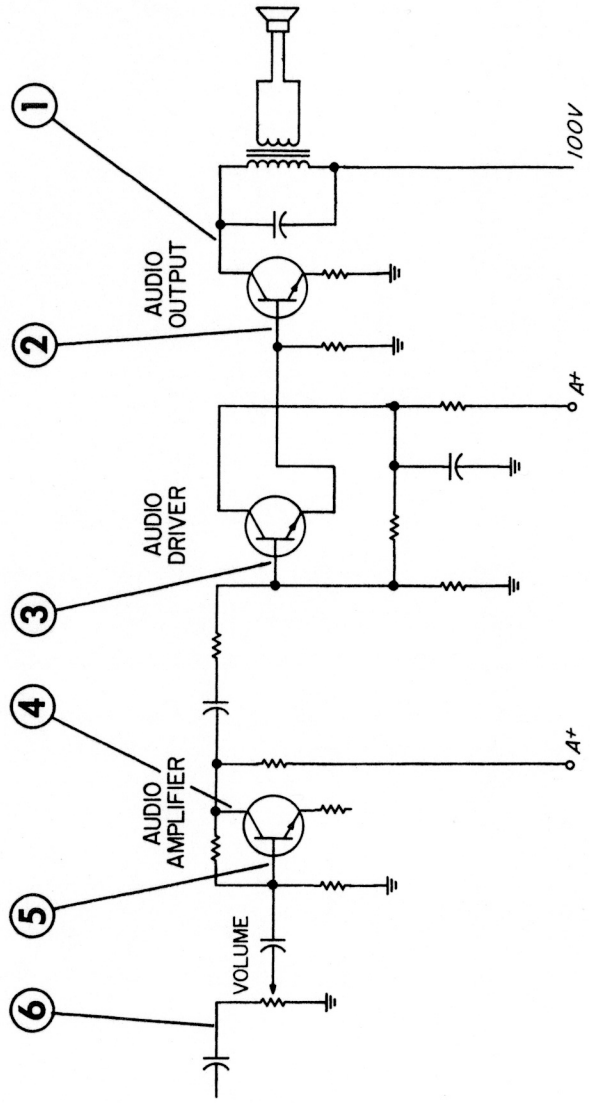 6
5
4
3
2
1
VOLUME
AUDIO
AMPLIFIER
AUDIO
DRIVER
AUDIO
OUTPUT
A+
A+
100V